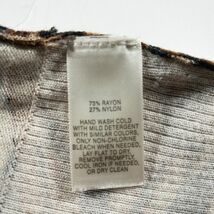 73% RAYON
27% NYLON
HAND WASH COLD
WITH MILD DETERGENT
WITH SIMILAR COLORS,
ONLY NON-CHLORINE
BLEACH WHEN NEEDED,
LAY FLAT TO DRY
REMOVE PROMPTLY,
COOL IRON IF NEEDED,
OR DRY CLEAN